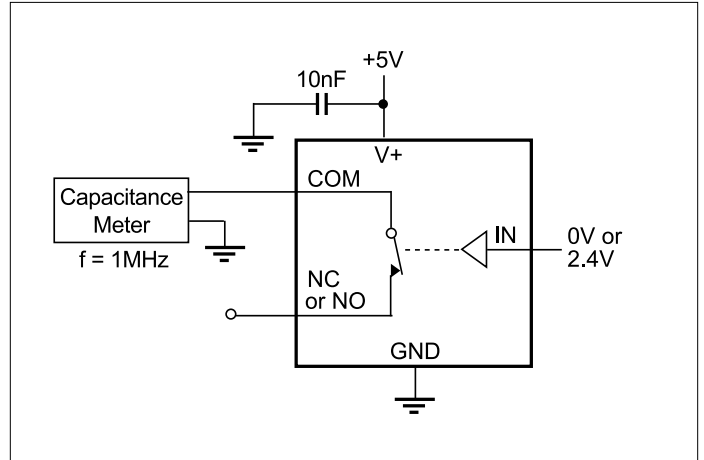 +5V
10nF
V+
COM
Capacitance
Meter
f = 1MHz
IN
0V or
2.4V
NC
or NO
GND